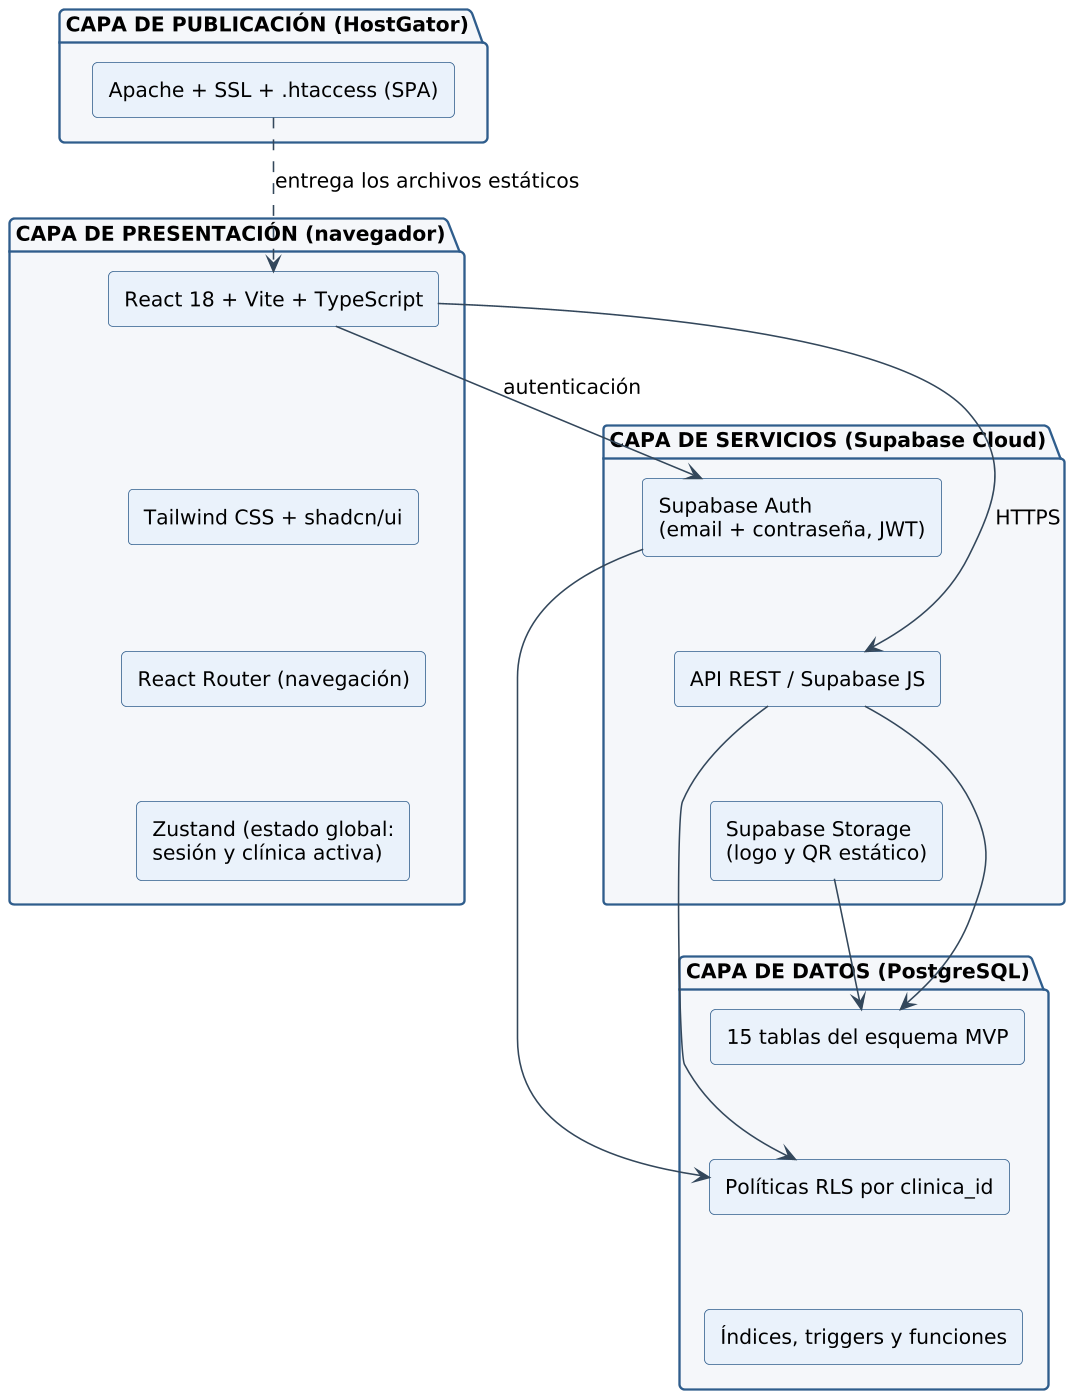 CAPA DE PUBLICACIÓN (HostGator)
Apache + SSL + .htaccess (SPA)
entrega los archivos estáticos
CAPA DE PRESENTACIÓN (navegador)
React 18 + Vite + TypeScript
autenticación
CAPA DE SERVICIOS (Supabase Cloud)
Supabase Auth
(email + contraseña, JWT)
HTTPS
Tailwind CSS + shadcn/ui
React Router (navegación)
API REST / Supabase JS
Zustand (estado global:
sesión y clínica activa)
Supabase Storage
(logo y QR estático)
CAPA DE DATOS (PostgreSQL)
15 tablas del esquema MVP
Políticas RLS por clinica_id
Índices, triggers y funciones